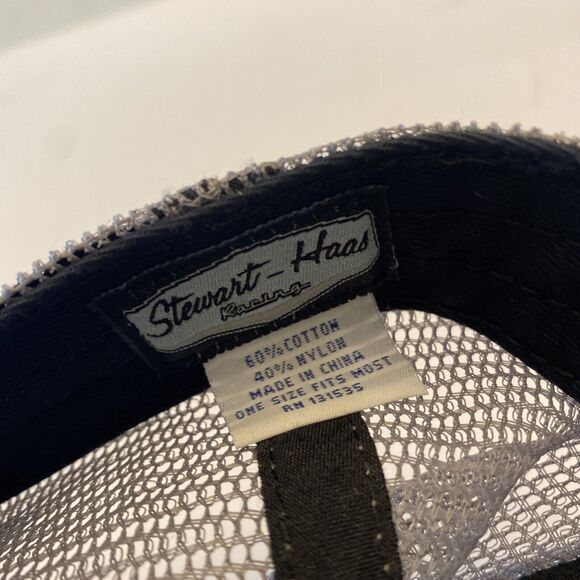 Stewart-Haas
Racing
60% COTTON
40% NYLON
MADE IN CHINA
ONE SIZE FITS MOST
RN 131535